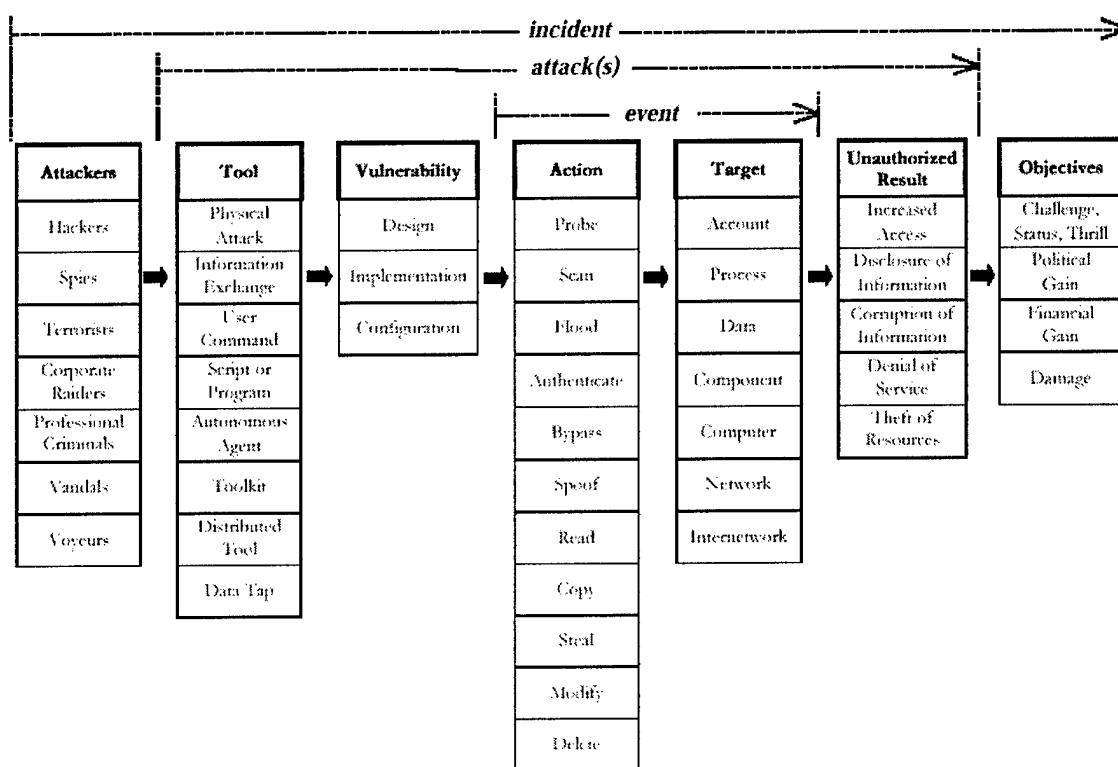 incident
attack(s)
event
Attackers
Hackers
Spies
Terrorists
Corporate
Raiders
Professional
Criminals
Vandals
Voyeurs
Tool
Physical
Attack
Information
Exchange
User
Command
Script or
Program
Autonomous
Agent
Toolkit
Distributed
Tool
Data Tap
Vulnerability
Design
Implementation
Configuration
Action
Probe
Scan
Flood
Authenticate
Bypass
Spoof
Read
Copy
Steal
Modify
Delete
Target
Account
Process
Data
Component
Computer
Network
Internetwork
Unauthorized
Result
Increased
Access
Disclosure of
Information
Corruption of
Information
Denial of
Service
Theft of
Resources
Objectives
Challenge,
Status, Thrill
Political
Gain
Financial
Gain
Damage